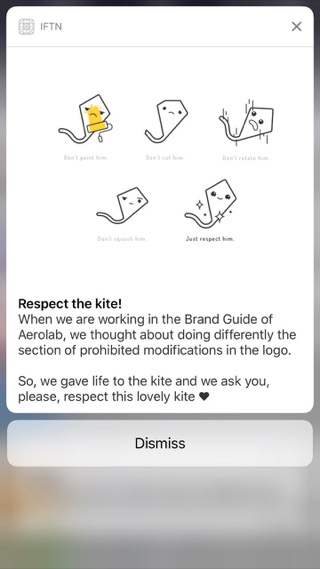 IFTN
Don't paint him.
Don't cut him.
Don't rotate him.
Don't squash him.
Just respect him.
Respect the kite!
When we are working in the Brand Guide of
Aerolab, we thought about doing differently the
section of prohibited modifications in the logo.
So, we gave life to the kite and we ask you,
please, respect this lovely kite ♥
Dismiss